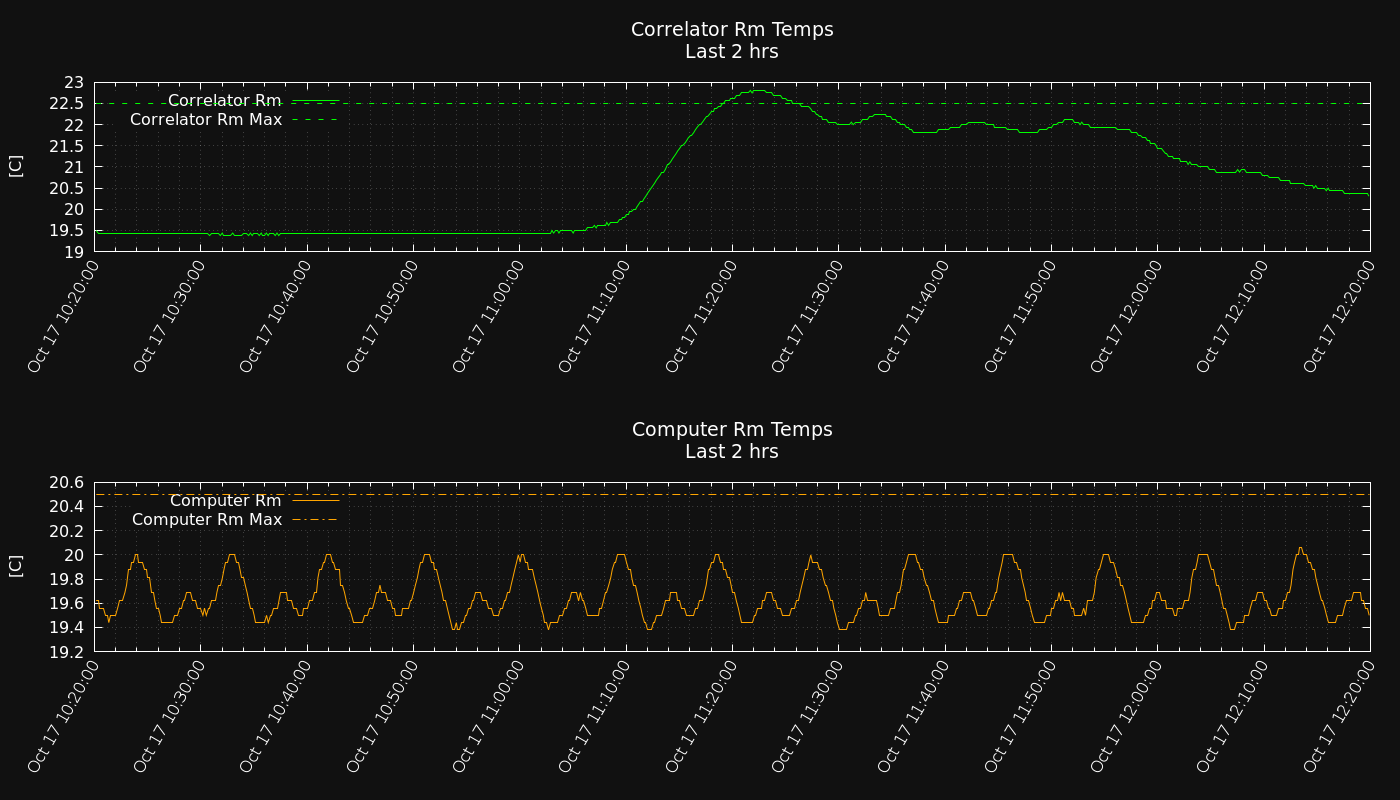 Correlator Rm Temps
Last 2 hrs
23
22.5
22
21.5
21
20.5
20
19.5
19
[C]
Correlator Rm
Correlator Rm Max
Oct 17 10:20:00
Oct 17 10:30:00
Oct 17 10:40:00
Oct 17 10:50:00
Oct 17 11:00:00
Oct 17 11:10:00
Oct 17 11:20:00
Oct 17 11:30:00
Oct 17 11:40:00
Oct 17 11:50:00
Oct 17 12:00:00
Oct 17 12:10:00
Oct 17 12:20:00
Computer Rm Temps
Last 2 hrs
20.6
20.4
20.2
20
19.8
19.6
19.4
19.2
[C]
Computer Rm
Computer Rm Max
Oct 17 10:20:00
Oct 17 10:30:00
Oct 17 10:40:00
Oct 17 10:50:00
Oct 17 11:00:00
Oct 17 11:10:00
Oct 17 11:20:00
Oct 17 11:30:00
Oct 17 11:40:00
Oct 17 11:50:00
Oct 17 12:00:00
Oct 17 12:10:00
Oct 17 12:20:00